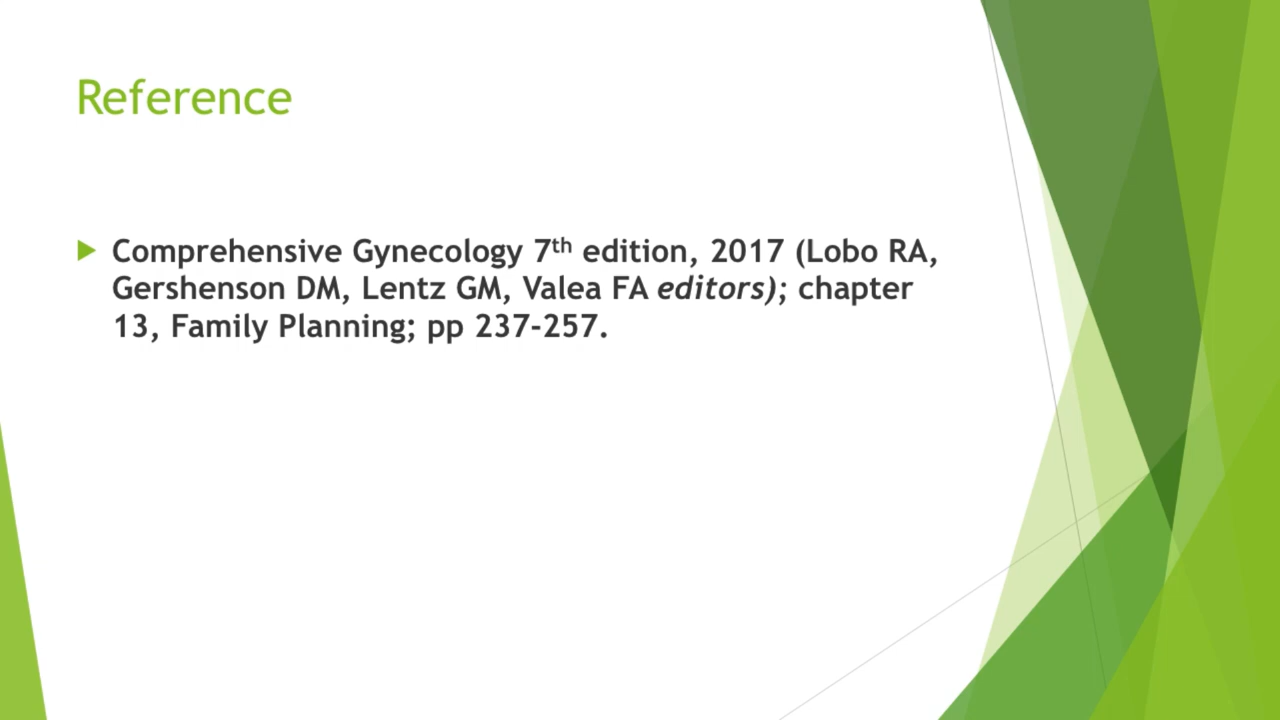 Reference
Comprehensive Gynecology 7th edition, 2017 (Lobo RA,
Gershenson DM, Lentz GM, Valea FA editors); chapter
13, Family Planning; pp 237-257.